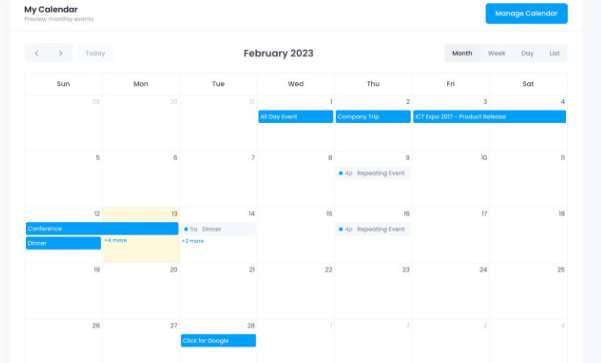 My Calendar
Preview monthly events
Manage Calendar
Today
February 2023
Month Week Day List
Sun Mon Tue Wed Thu Fri Sat
29 30 31 1 2 3 4
All Day Event Company Trip ICT Expo 2017 - Product Release
5 6 7 8 9 10 11
4p Repeating Event
12 13 14 15 16 17 18
Conference 5a Dinner 4p Repeating Event
Dinner +4 more +2 more
19 20 21 22 23 24 25
26 27 28 1 2 3 4
Click for Google